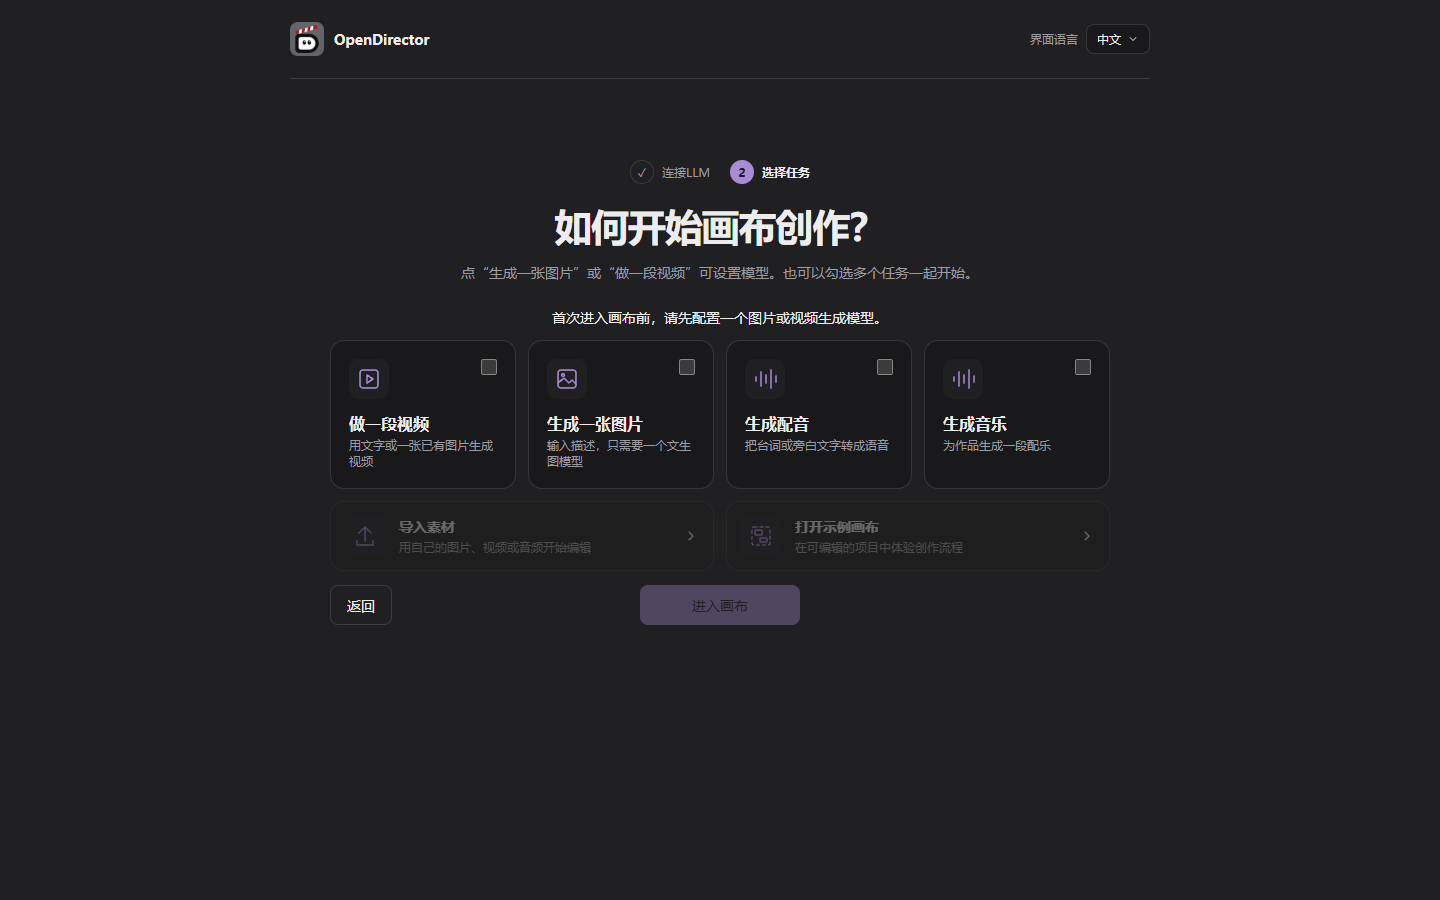 OpenDirector
界面语言 中文
连接LLM 2 选择任务
如何开始画布创作？
点“生成一张图片”或“做一段视频”可设置模型。也可以勾选多个任务一起开始。
首次进入画布前，请先配置一个图片或视频生成模型。
做一段视频
用文字或一张已有图片生成
视频
生成一张图片
输入描述，只需要一个文生
图模型
生成配音
把台词或旁白文字转成语音
生成音乐
为作品生成一段配乐
导入素材
用自己的图片、视频或音频开始编辑
打开示例画布
在可编辑的项目中体验创作流程
返回
进入画布